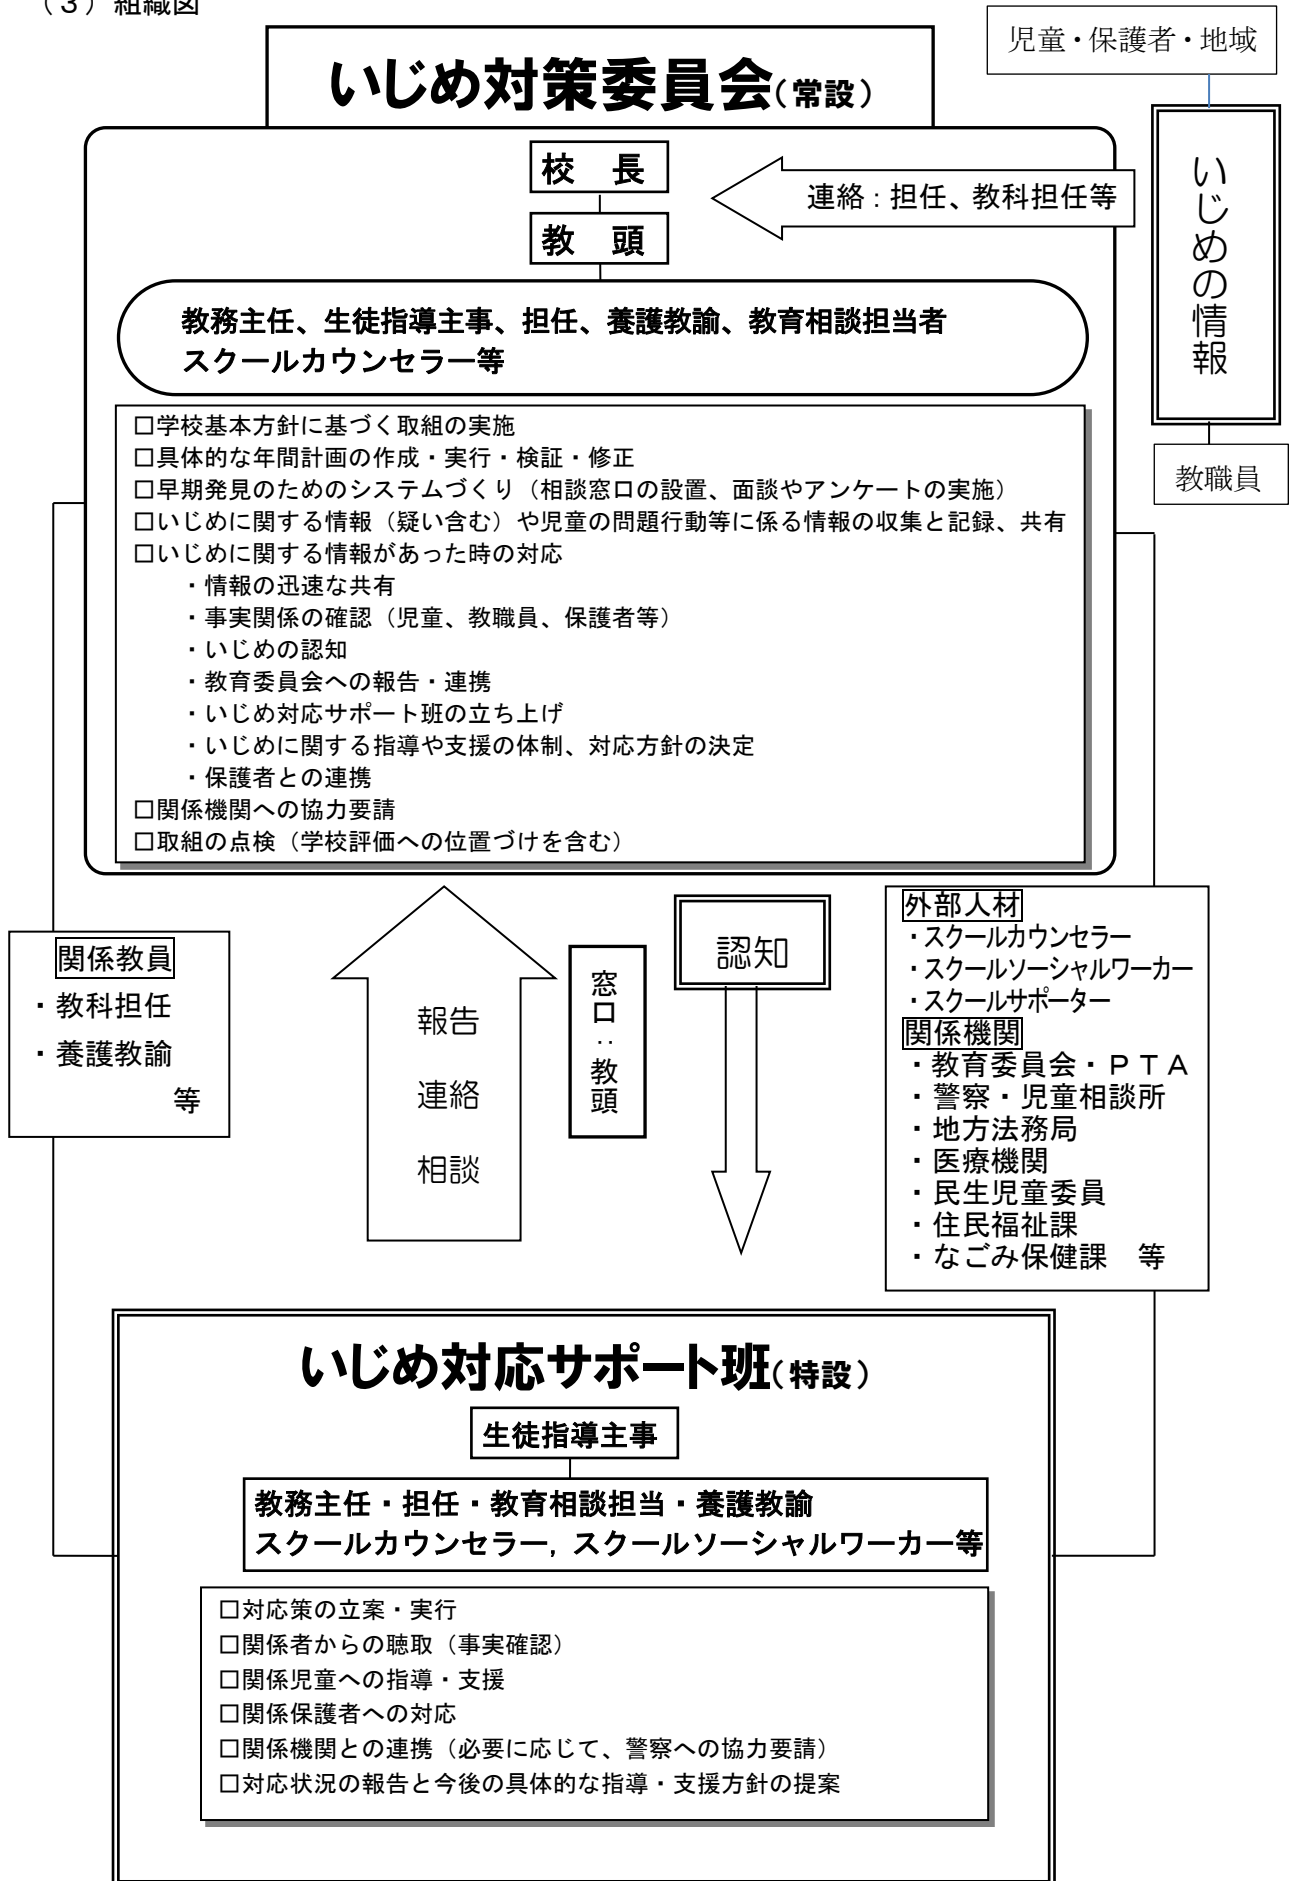 （３）組織図
児童・保護者・地域
いじめ対策委員会（常設）
校　長
連絡：担任、教科担任等
教　頭
いじめの情報
教務主任、生徒指導主事、担任、養護教諭、教育相談担当者
スクールカウンセラー等
教職員
□学校基本方針に基づく取組の実施
□具体的な年間計画の作成・実行・検証・修正
□早期発見のためのシステムづくり（相談窓口の設置、面談やアンケートの実施）
□いじめに関する情報（疑い含む）や児童の問題行動等に係る情報の収集と記録、共有
□いじめに関する情報があった時の対応
・情報の迅速な共有
・事実関係の確認（児童、教職員、保護者等）
・いじめの認知
・教育委員会への報告・連携
・いじめ対応サポート班の立ち上げ
・いじめに関する指導や支援の体制、対応方針の決定
・保護者との連携
□関係機関への協力要請
□取組の点検（学校評価への位置づけを含む）
関係教員
・教科担任
・養護教諭
等
報告
連絡
相談
窓口：教頭
認知
外部人材
・スクールカウンセラー
・スクールソーシャルワーカー
・スクールサポーター
関係機関
・教育委員会・ＰＴＡ
・警察・児童相談所
・地方法務局
・医療機関
・民生児童委員
・住民福祉課
・なごみ保健課　等
いじめ対応サポート班（特設）
生徒指導主事
教務主任・担任・教育相談担当・養護教諭
スクールカウンセラー，スクールソーシャルワーカー等
□対応策の立案・実行
□関係者からの聴取（事実確認）
□関係児童への指導・支援
□関係保護者への対応
□関係機関との連携（必要に応じて、警察への協力要請）
□対応状況の報告と今後の具体的な指導・支援方針の提案